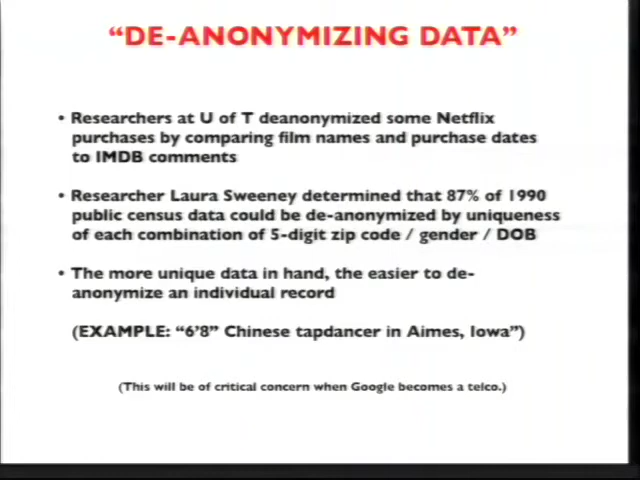 “DE-ANONYMIZING DATA”
• Researchers at U of T deanonymized some Netflix
purchases by comparing film names and purchase dates
to IMDB comments
• Researcher Laura Sweeney determined that 87% of 1990
public census data could be de-anonymized by uniqueness
of each combination of 5-digit zip code / gender / DOB
• The more unique data in hand, the easier to de-
anonymize an individual record
(EXAMPLE: “6’8” Chinese tapdancer in Aimes, Iowa”)
(This will be of critical concern when Google becomes a telco.)